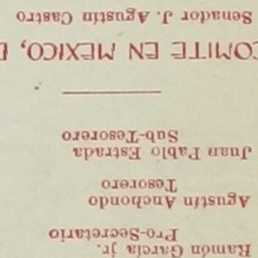 Ramón García jr.
Pro-Secretario
Agustín Anchondo
Tesorero
Juan Pablo Estrada
Sub-Tesorero
COMITE EN MEXICO, D
Senador J. Agustín Castro